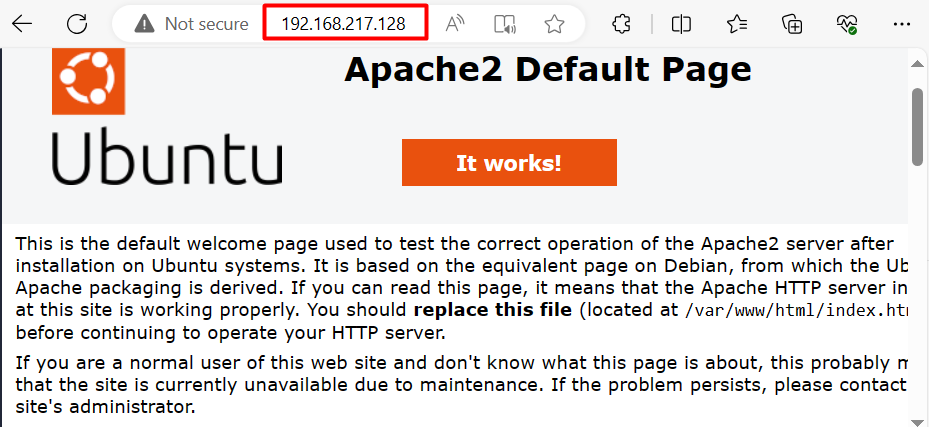 Not secure 192.168.217.128
Apache2 Default Page
Ubuntu
It works!
This is the default welcome page used to test the correct operation of the Apache2 server after
installation on Ubuntu systems. It is based on the equivalent page on Debian, from which the Ub
Apache packaging is derived. If you can read this page, it means that the Apache HTTP server in
at this site is working properly. You should replace this file (located at /var/www/html/index.htm
before continuing to operate your HTTP server.
If you are a normal user of this web site and don't know what this page is about, this probably m
that the site is currently unavailable due to maintenance. If the problem persists, please contact
site's administrator.